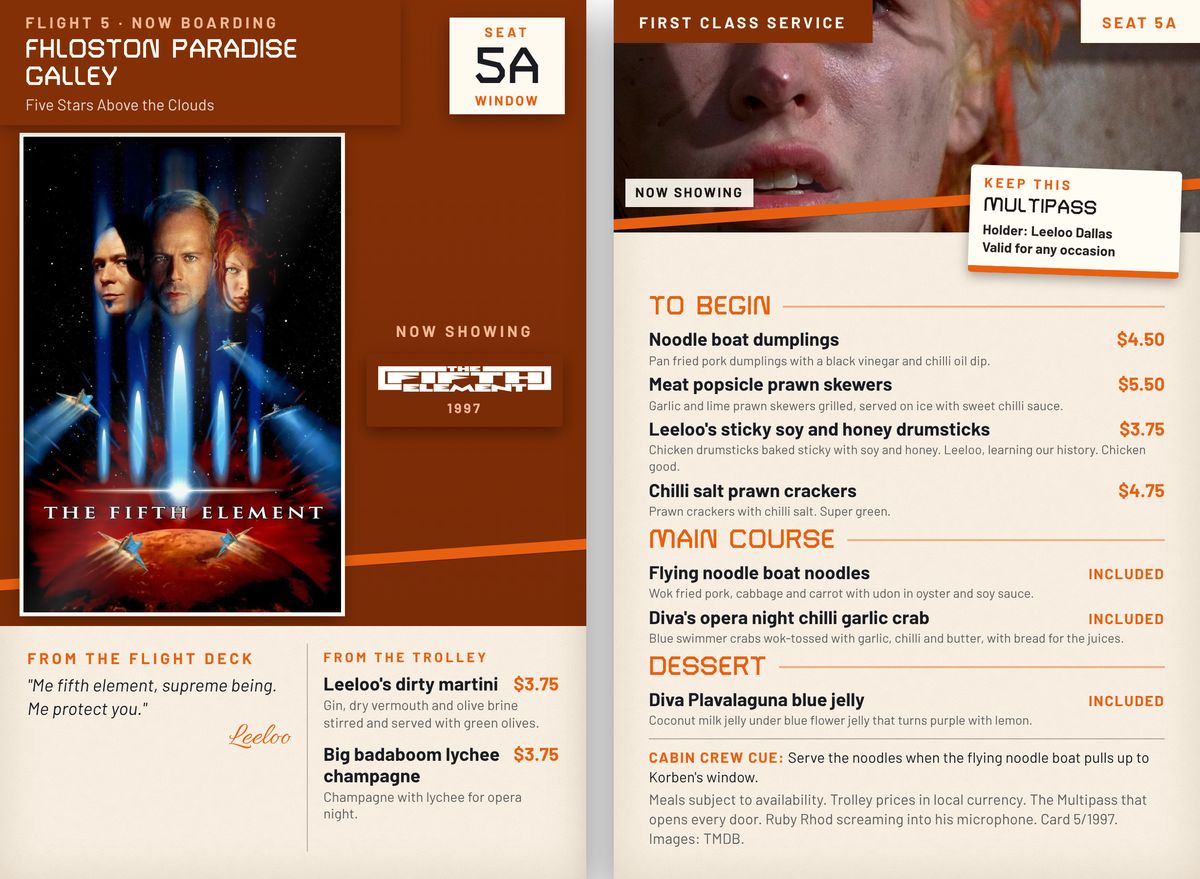 FLIGHT 5 · NOW BOARDING
FHLOSTON PARADISE
GALLEY
Five Stars Above the Clouds
SEAT
5A
WINDOW
THE FIFTH ELEMENT
NOW SHOWING
THE
FIFTH
ELEMENT
1997
FROM THE FLIGHT DECK
"Me fifth element, supreme being.
Me protect you."
Leeloo
FROM THE TROLLEY
Leeloo's dirty martini $3.75
Gin, dry vermouth and olive brine
stirred and served with green olives.
Big badaboom lychee $3.75
champagne
Champagne with lychee for opera
night.
FIRST CLASS SERVICE
SEAT 5A
NOW SHOWING
KEEP THIS
MULTIPASS
Holder: Leeloo Dallas
Valid for any occasion
TO BEGIN
Noodle boat dumplings $4.50
Pan fried pork dumplings with a black vinegar and chilli oil dip.
Meat popsicle prawn skewers $5.50
Garlic and lime prawn skewers grilled, served on ice with sweet chilli sauce.
Leeloo's sticky soy and honey drumsticks $3.75
Chicken drumsticks baked sticky with soy and honey. Leeloo, learning our history. Chicken
good.
Chilli salt prawn crackers $4.75
Prawn crackers with chilli salt. Super green.
MAIN COURSE
Flying noodle boat noodles INCLUDED
Wok fried pork, cabbage and carrot with udon in oyster and soy sauce.
Diva's opera night chilli garlic crab INCLUDED
Blue swimmer crabs wok-tossed with garlic, chilli and butter, with bread for the juices.
DESSERT
Diva Plavalaguna blue jelly INCLUDED
Coconut milk jelly under blue flower jelly that turns purple with lemon.
CABIN CREW CUE: Serve the noodles when the flying noodle boat pulls up to
Korben's window.
Meals subject to availability. Trolley prices in local currency. The Multipass that
opens every door. Ruby Rhod screaming into his microphone. Card 5/1997.
Images: TMDB.